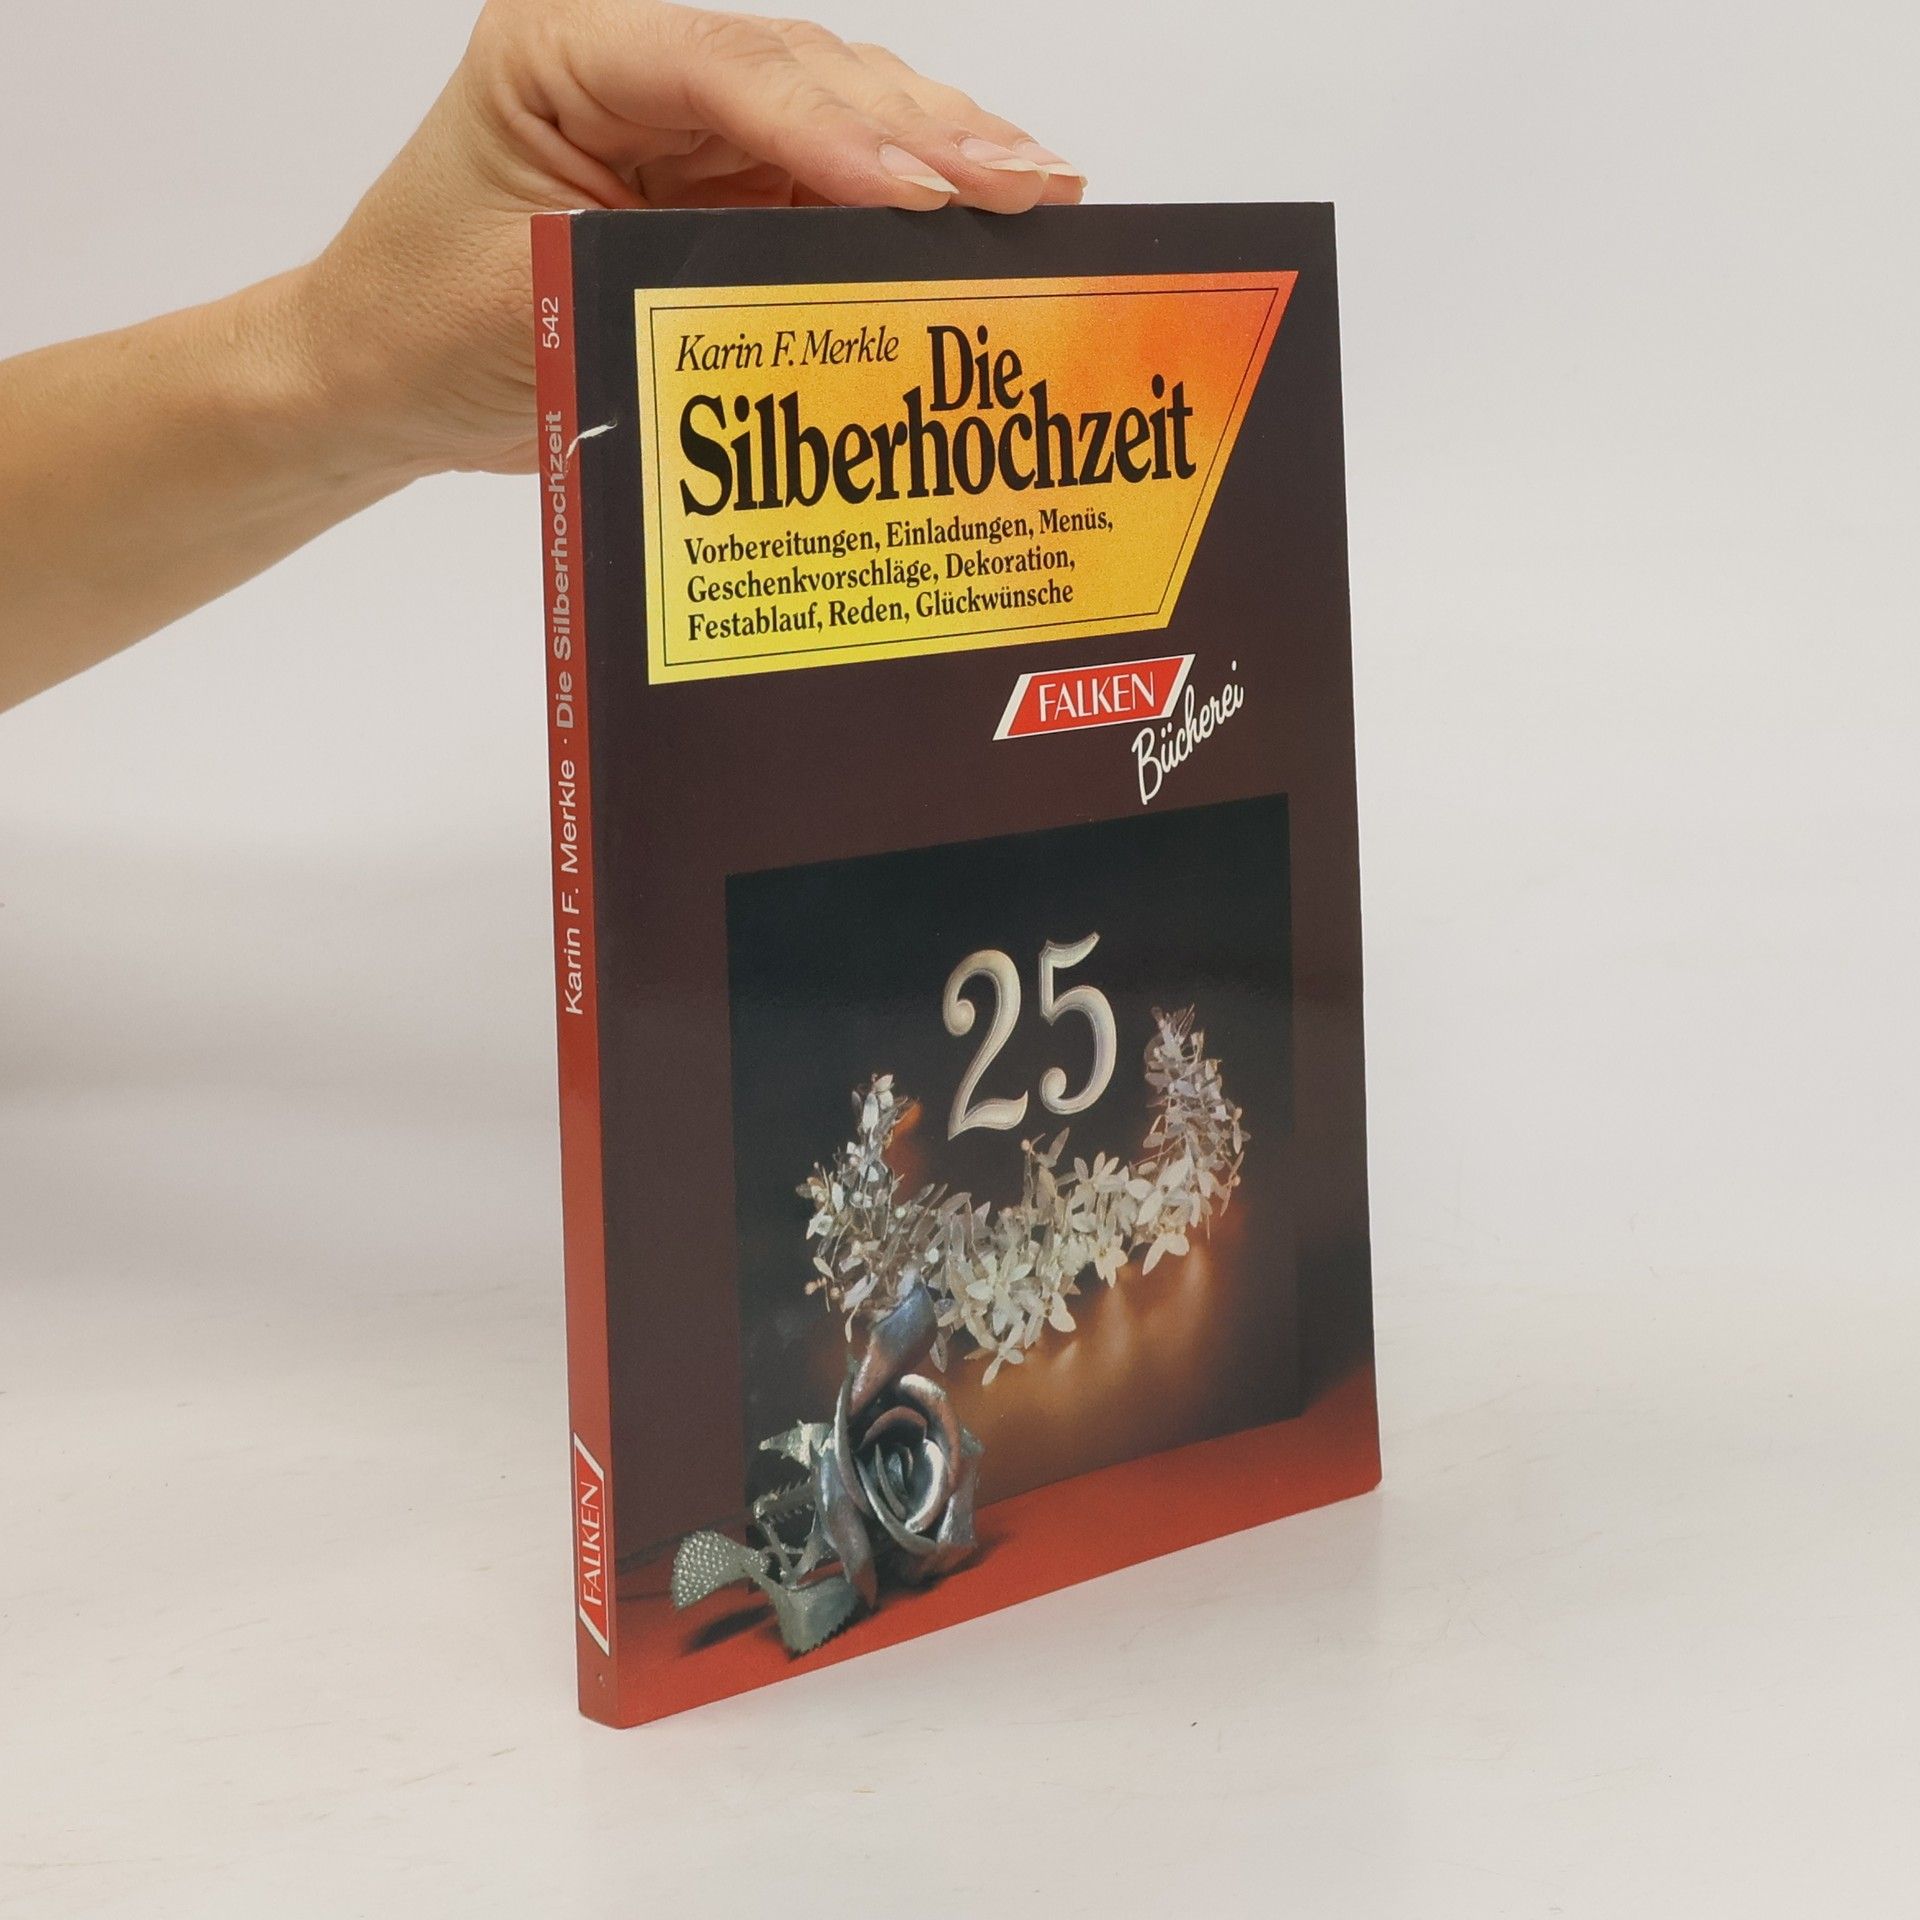 Karin F. Merkle
Die
Silberhochzeit
Vorbereitungen, Einladungen, Menüs,
Geschenkvorschläge, Dekoration,
Festablauf, Reden, Glückwünsche
FALKEN
Bücherei
25
Karin F. Merkle · Die Silberhochzeit 542
FALKEN